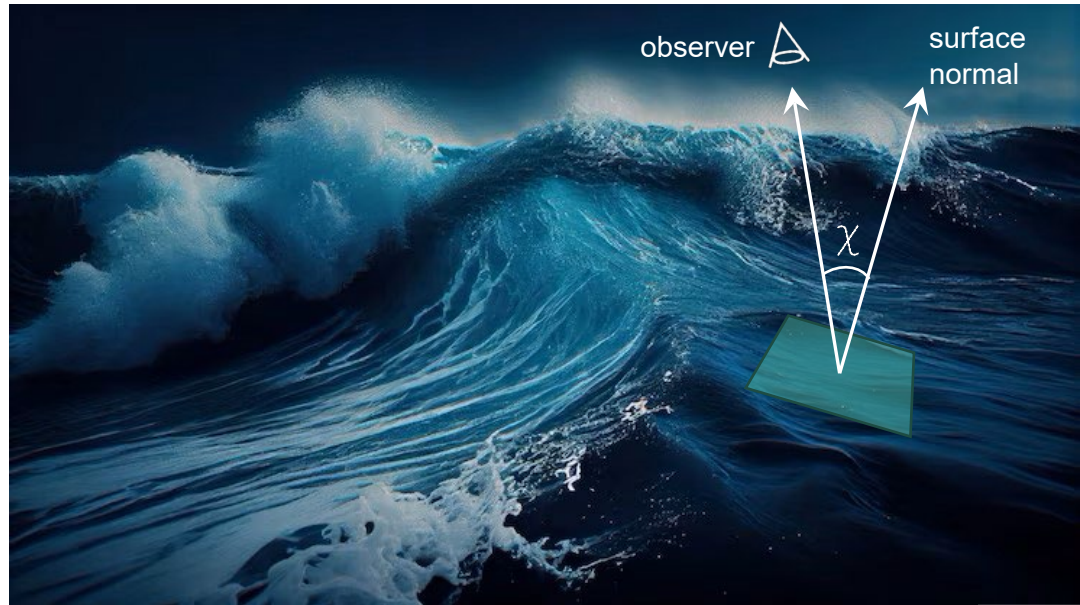 observer
surface
normal
χ